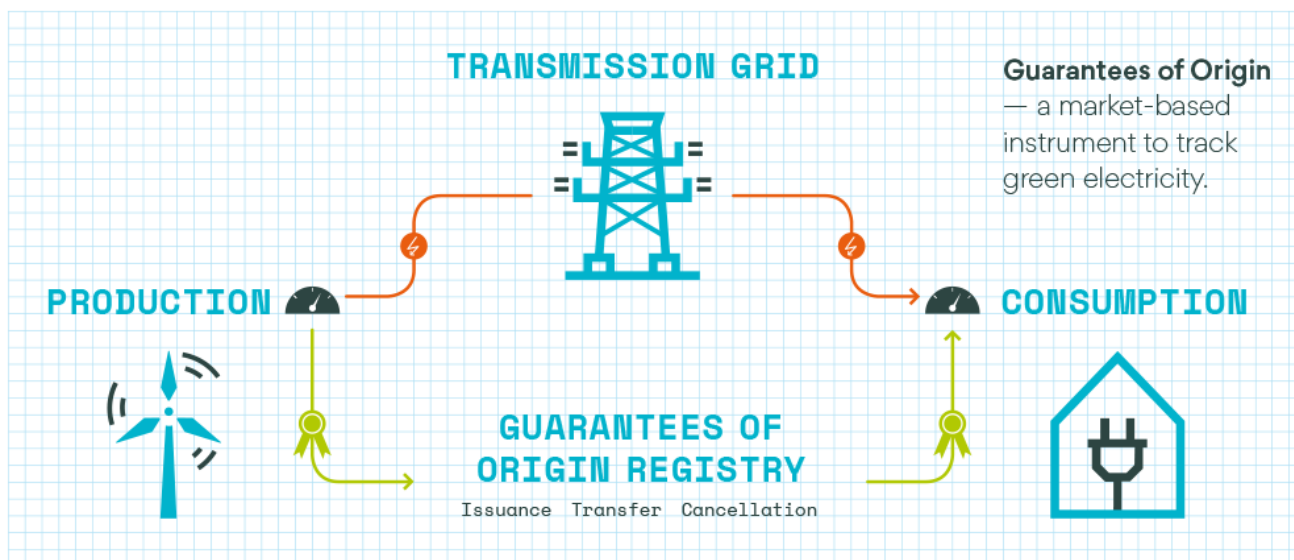 TRANSMISSION GRID
Guarantees of Origin
— a market-based
instrument to track
green electricity.
PRODUCTION
CONSUMPTION
GUARANTEES OF
ORIGIN REGISTRY
Issuance Transfer Cancellation